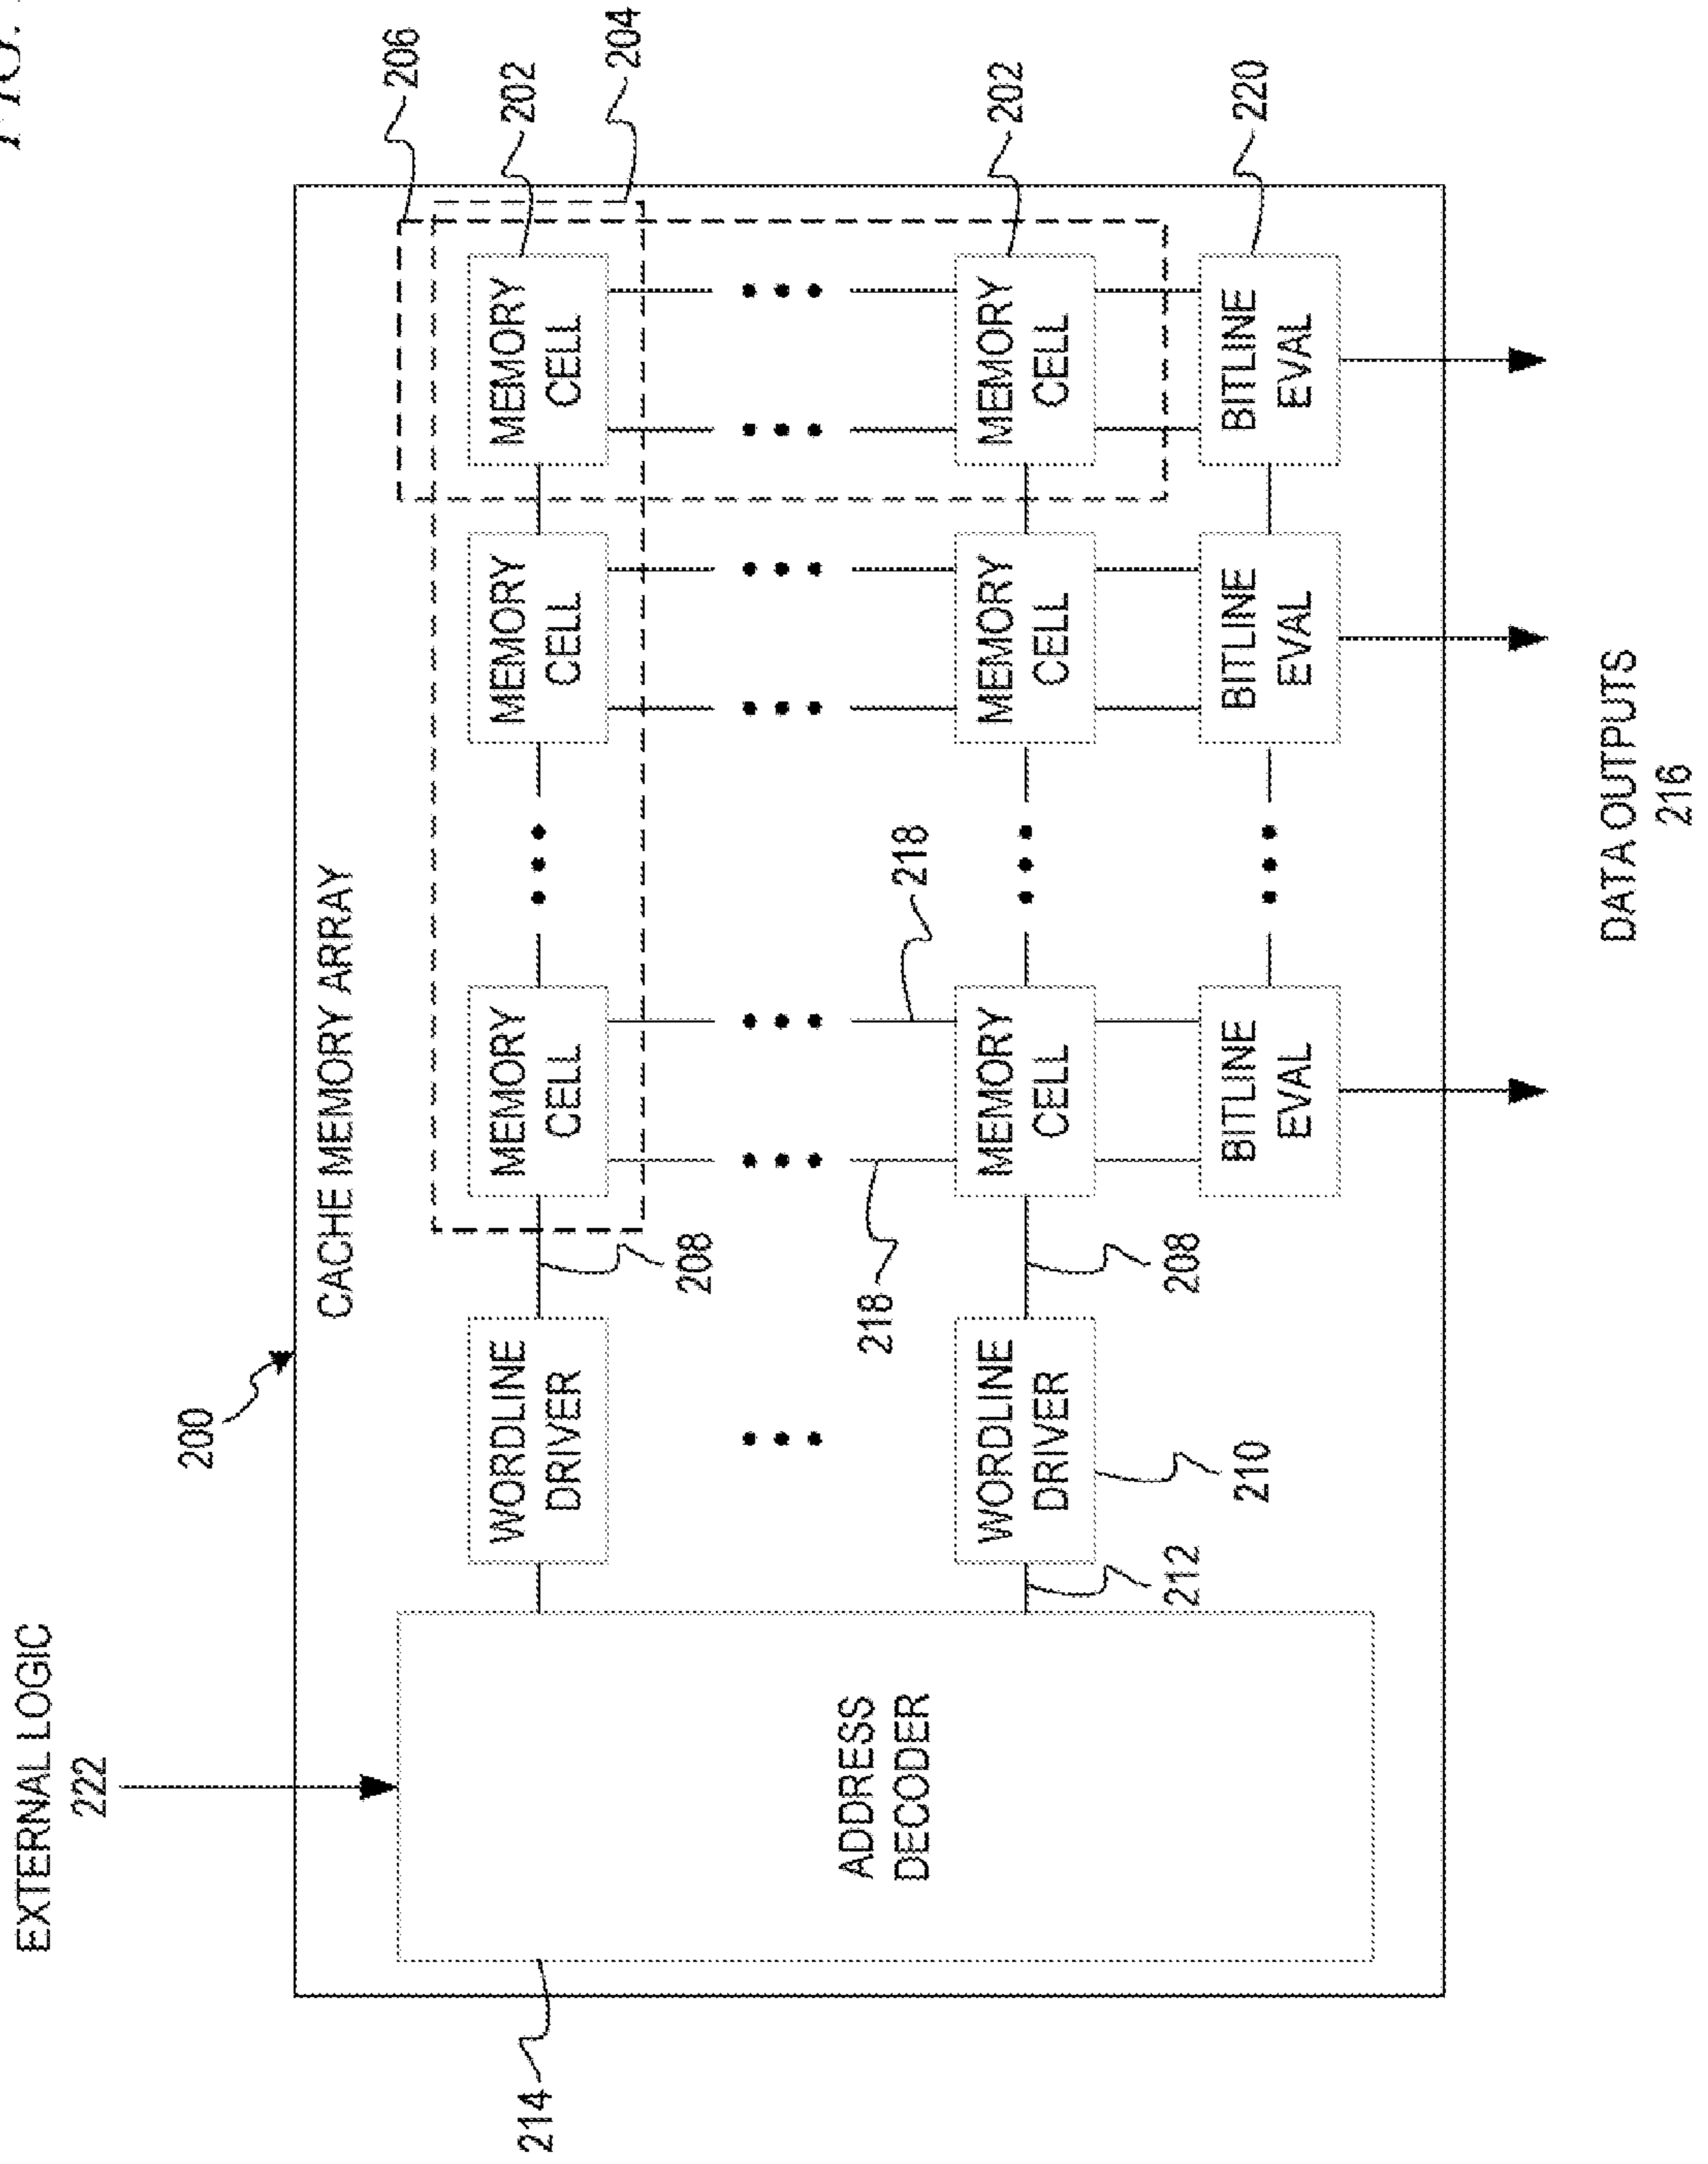 FIG.
EXTERNAL LOGIC
222
200
CACHE MEMORY ARRAY
206
204
214
ADDRESS
DECODER
WORDLINE
DRIVER
208
MEMORY
CELL
MEMORY
CELL
MEMORY
CELL
202
218
218
WORDLINE
DRIVER
212
210
208
MEMORY
CELL
MEMORY
CELL
MEMORY
CELL
202
BITLINE
EVAL
BITLINE
EVAL
BITLINE
EVAL
220
DATA OUTPUTS
216